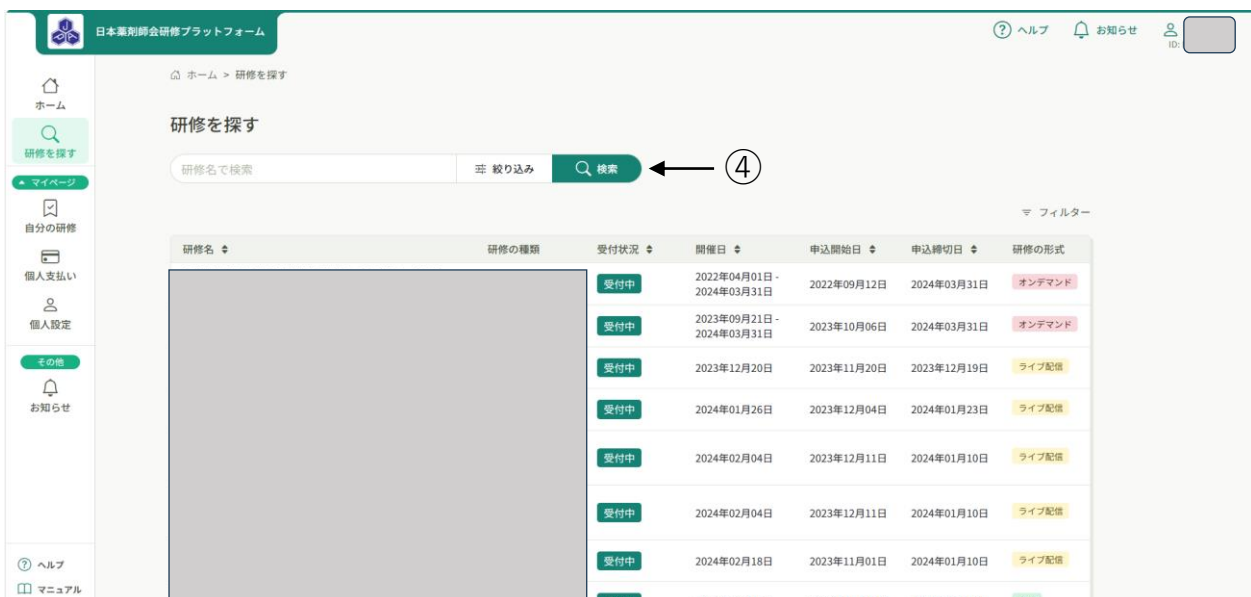 日本薬剤師会研修プラットフォーム
ヘルプ
お知らせ
ID:
ホーム
研修を探す
マイページ
自分の研修
個人支払い
個人設定
その他
お知らせ
ヘルプ
マニュアル
ホーム > 研修を探す
研修を探す
研修名で検索 絞り込み 検索 ④
フィルター
研修名 研修の種類 受付状況 開催日 申込開始日 申込締切日 研修の形式
受付中 2022年04月01日 - 2022年09月12日 2024年03月31日 オンデマンド
2024年03月31日
受付中 2023年09月21日 - 2023年10月06日 2024年03月31日 オンデマンド
2024年03月31日
受付中 2023年12月20日 2023年11月20日 2023年12月19日 ライブ配信
受付中 2024年01月26日 2023年12月04日 2024年01月23日 ライブ配信
受付中 2024年02月04日 2023年12月11日 2024年01月10日 ライブ配信
受付中 2024年02月04日 2023年12月11日 2024年01月10日 ライブ配信
受付中 2024年02月18日 2023年11月01日 2024年01月10日 ライブ配信